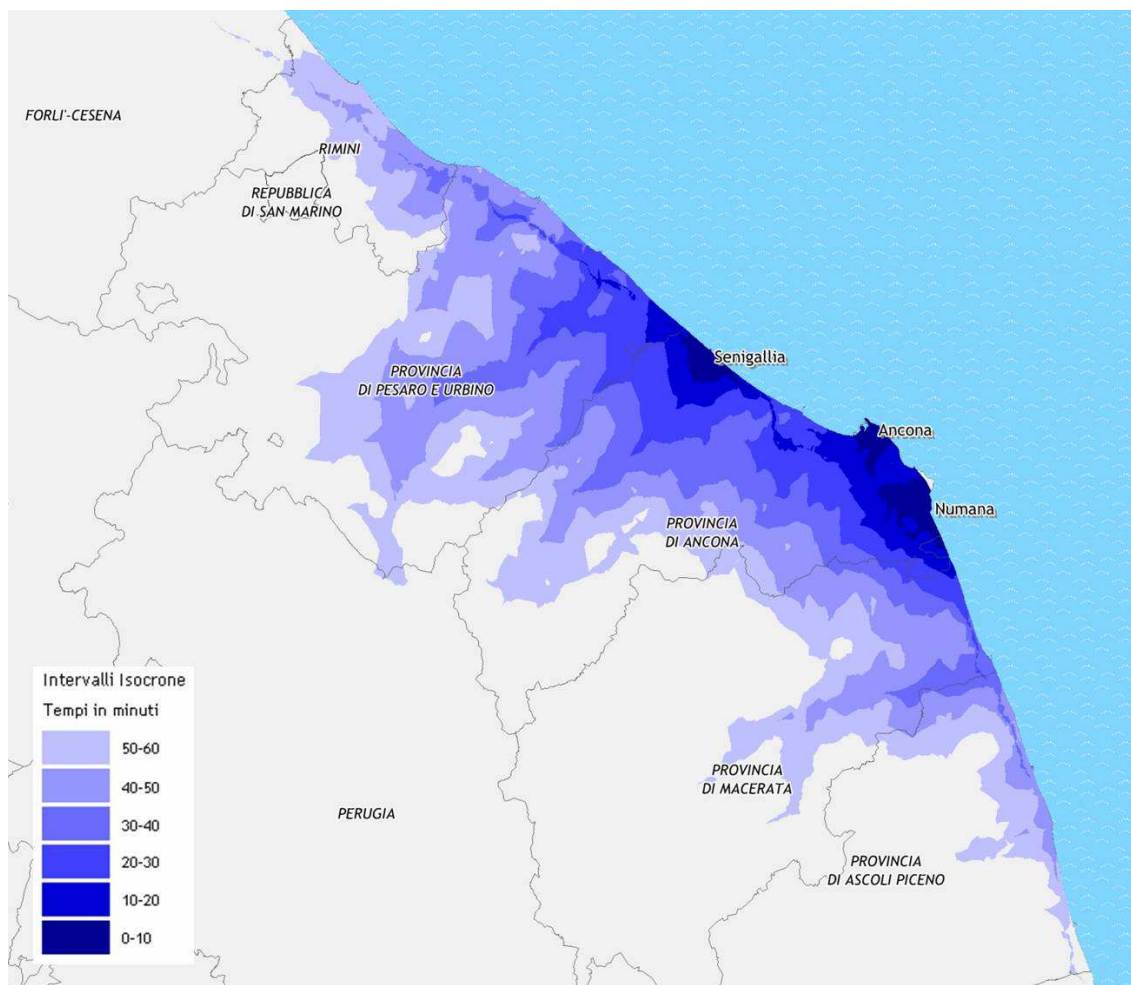 FORLI'-CESENA
RIMINI
REPUBBLICA
DI SAN MARINO
Senigallia
PROVINCIA
DI PESARO E URBINO
Ancona
Numana
PROVINCIA
DI ANCONA
PROVINCIA
DI MACERATA
PERUGIA
PROVINCIA
DI ASCOLI PICENO
Intervalli Isocrone
Tempi in minuti
50-60
40-50
30-40
20-30
10-20
0-10